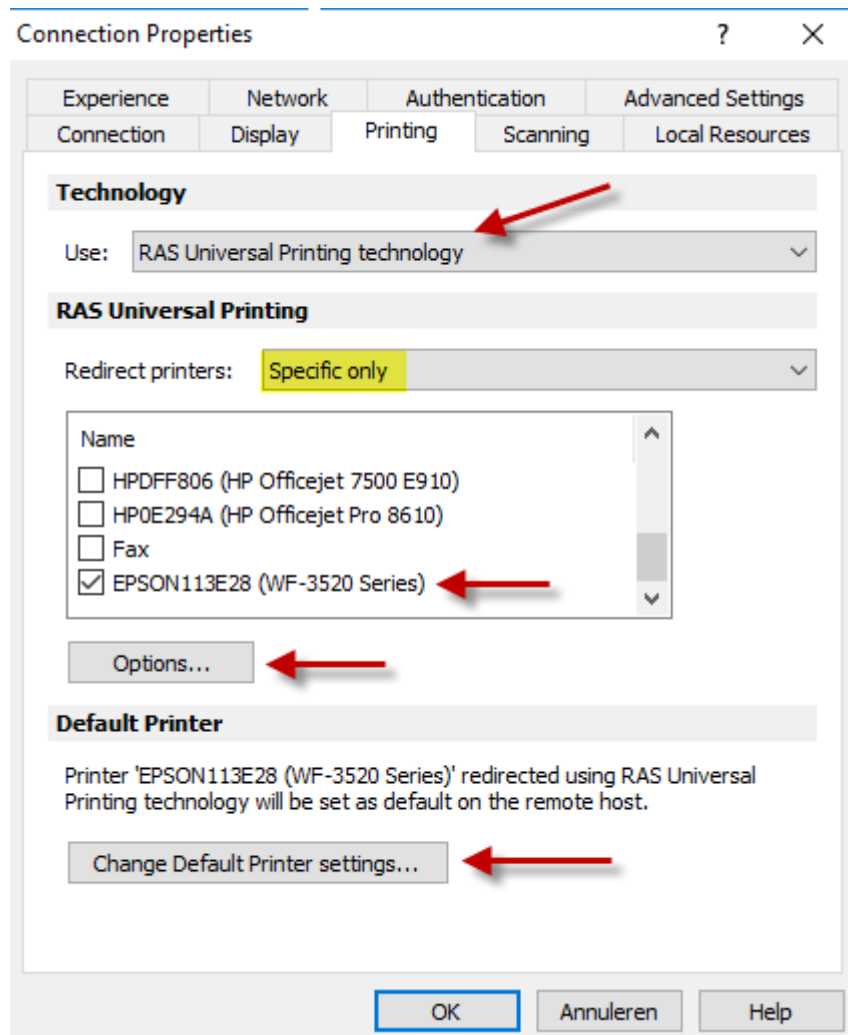 Connection Properties
?
Experience Network Authentication Advanced Settings
Connection Display Printing Scanning Local Resources
Technology
Use: RAS Universal Printing technology
RAS Universal Printing
Redirect printers: Specific only
Name
HPDFF806 (HP Officejet 7500 E910)
HP0E294A (HP Officejet Pro 8610)
Fax
EPSON113E28 (WF-3520 Series)
Options...
Default Printer
Printer 'EPSON113E28 (WF-3520 Series)' redirected using RAS Universal
Printing technology will be set as default on the remote host.
Change Default Printer settings...
OK Annuleren Help